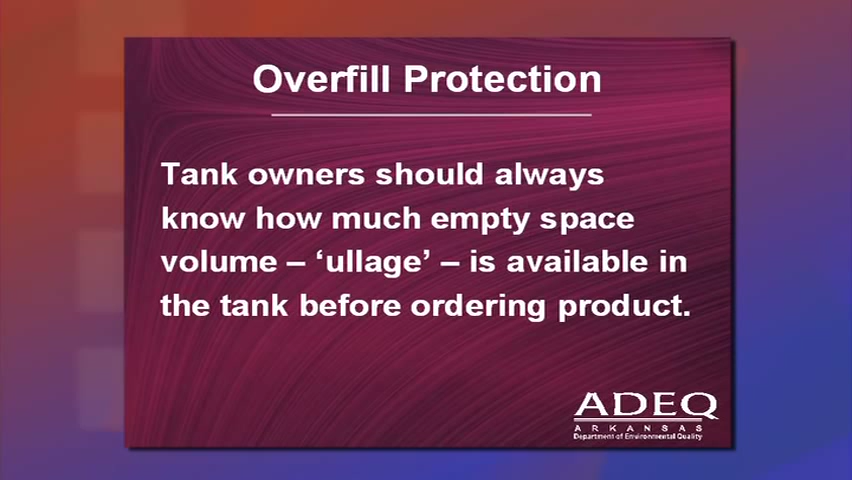 Overfill Protection
Tank owners should always
know how much empty space
volume – ‘ullage’ – is available in
the tank before ordering product.
ADEQ
ARKANSAS
Department of Environmental Quality